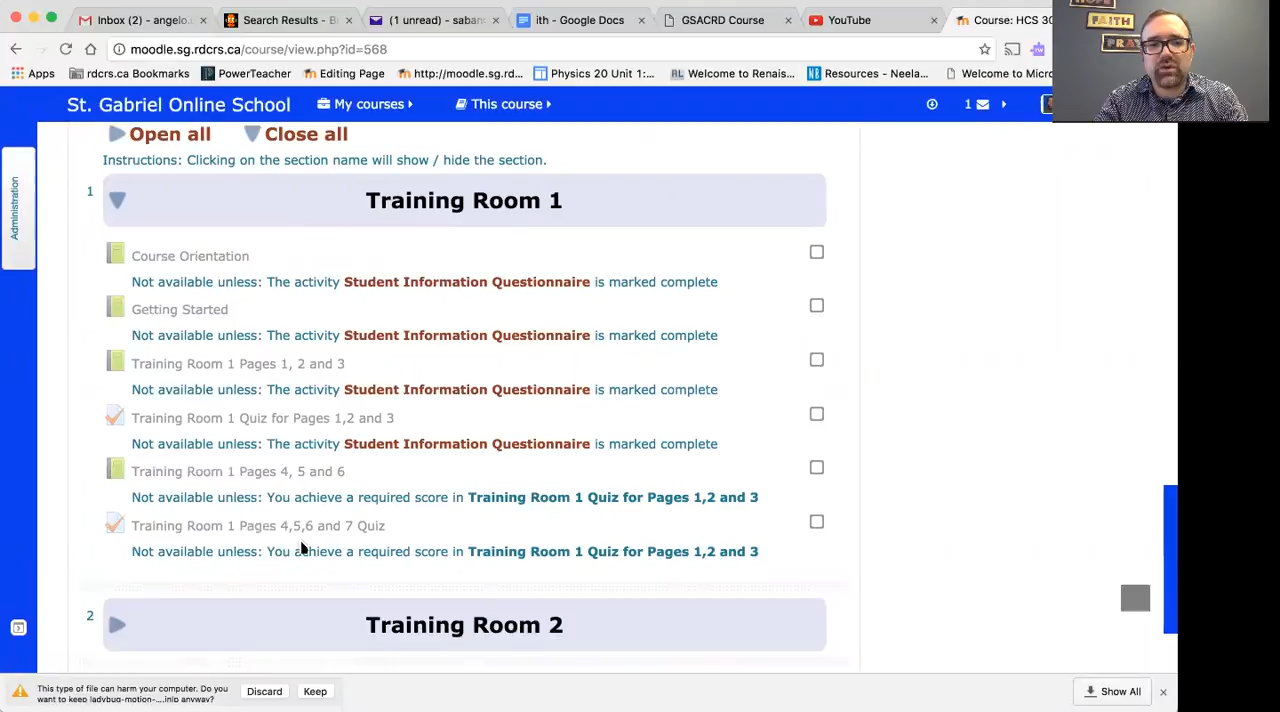 Inbox (2) - angelo.s
Search Results - B
(1 unread) - saban
ith - Google Docs
GSACRD Course
YouTube
Course: HCS 30
moodle.sg.rdcrs.ca/course/view.php?id=568
Apps
rdcrs.ca Bookmarks
PowerTeacher
Editing Page
http://moodle.sg.rd...
Physics 20 Unit 1:...
RL Welcome to Renais...
NB Resources - Neela...
Welcome to Micro
FAITH
PRAY
St. Gabriel Online School
My courses
This course
1
Administration
Open all
Close all
Instructions: Clicking on the section name will show / hide the section.
1
Training Room 1
Course Orientation
Not available unless: The activity Student Information Questionnaire is marked complete
Getting Started
Not available unless: The activity Student Information Questionnaire is marked complete
Training Room 1 Pages 1, 2 and 3
Not available unless: The activity Student Information Questionnaire is marked complete
Training Room 1 Quiz for Pages 1,2 and 3
Not available unless: The activity Student Information Questionnaire is marked complete
Training Room 1 Pages 4, 5 and 6
Not available unless: You achieve a required score in Training Room 1 Quiz for Pages 1,2 and 3
Training Room 1 Pages 4,5,6 and 7 Quiz
Not available unless: You achieve a required score in Training Room 1 Quiz for Pages 1,2 and 3
2
Training Room 2
This type of file can harm your computer. Do you
want to keep ladybug-motion-....inlp anyway?
Discard
Keep
Show All